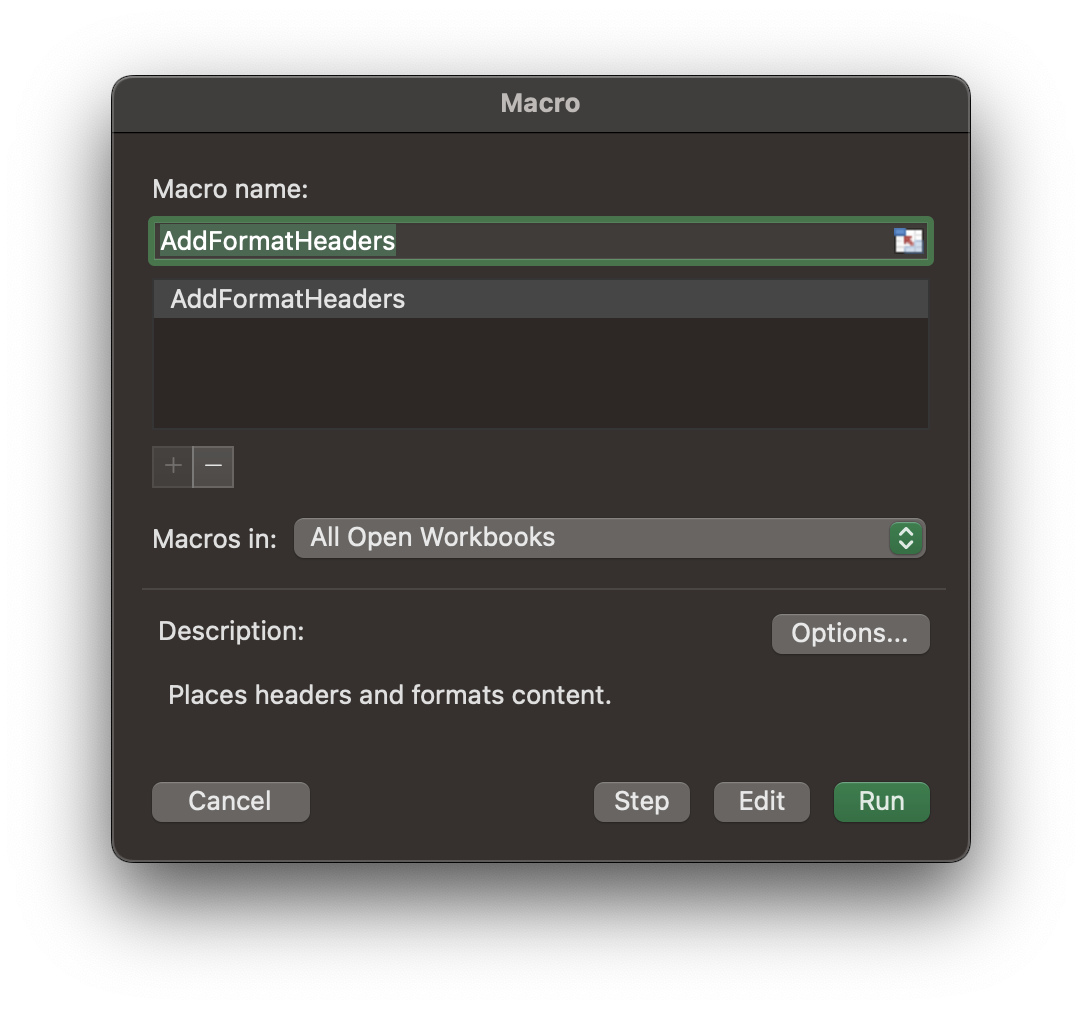 Macro
Macro name:
AddFormatHeaders
AddFormatHeaders
+ −
Macros in: All Open Workbooks
Description: Options...
Places headers and formats content.
Cancel Step Edit Run